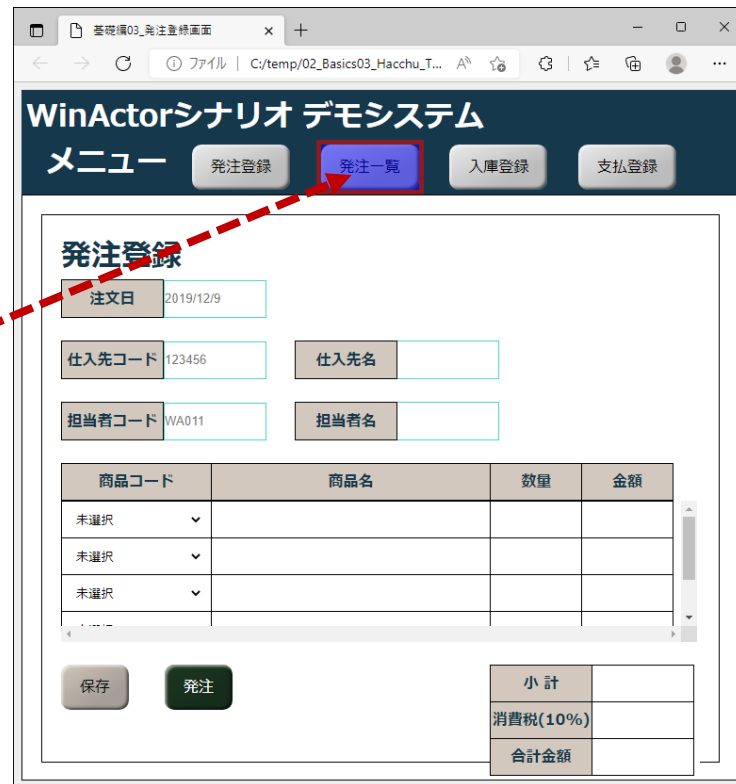 基礎編03_発注登録画面
ファイル | C:/temp/02_Basics03_Hacchu_T...
WinActorシナリオ デモシステム
メニュー 発注登録 発注一覧 入庫登録 支払登録
発注登録
注文日 2019/12/9
仕入先コード 123456 仕入先名
担当者コード WA011 担当者名
商品コード 商品名 数量 金額
未選択
未選択
未選択
保存 発注
小 計
消費税(10%)
合計金額